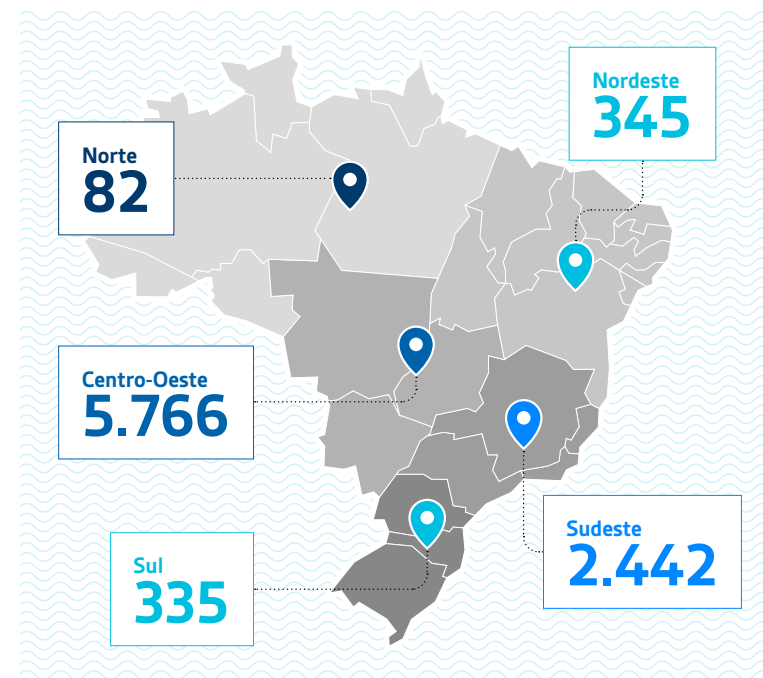 Nordeste
345
Norte
82
Centro-Oeste
5.766
Sudeste
2.442
Sul
335